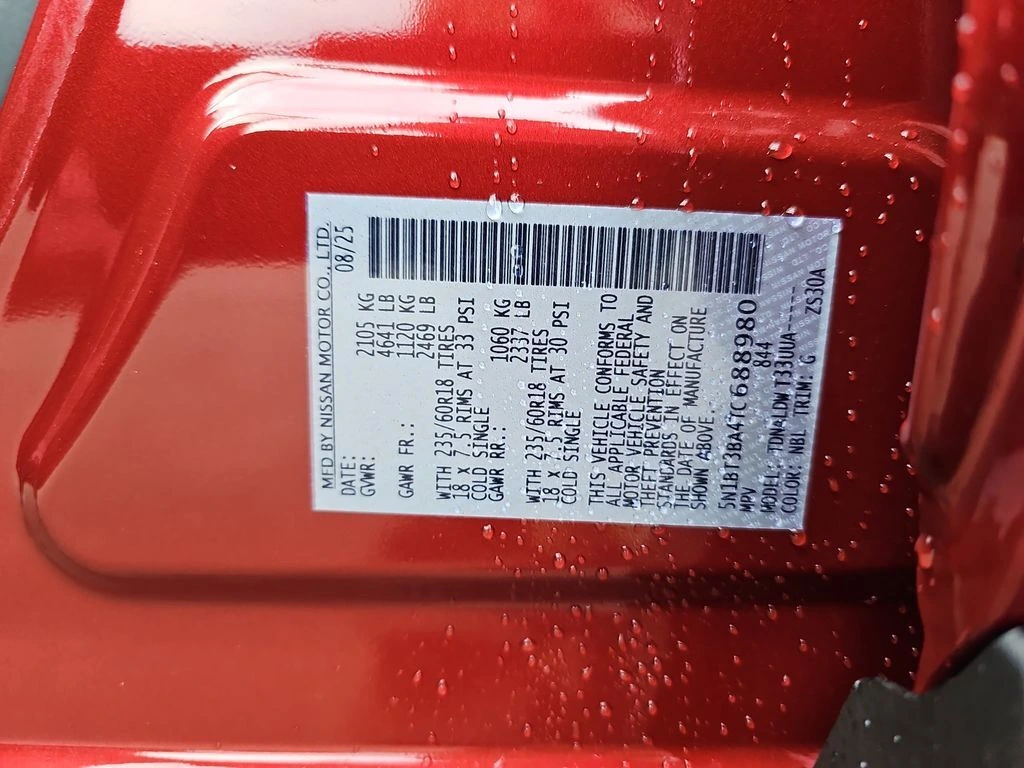 MFD BY NISSAN MOTOR CO., LTD.
DATE: 08/25
GVWR: 2105 KG
4641 LB
GAWR FR.: 1120 KG
2469 LB
WITH 235/60R18 TIRES
18 X 7.5 RIMS AT 33 PSI
COLD SINGLE
GAWR RR.: 1060 KG
2337 LB
WITH 235/60R18 TIRES
18 X 7.5 RIMS AT 30 PSI
COLD SINGLE
THIS VEHICLE CONFORMS TO
ALL APPLICABLE FEDERAL
MOTOR VEHICLE SAFETY AND
THEFT PREVENTION
STANDARDS IN EFFECT ON
THE DATE OF MANUFACTURE
SHOWN ABOVE.
5N1BT3BA4TC688980
MPV 844
MODEL: TDN4LDWT33UUA-----
COLOR: NBL TRIM: G ZS30A